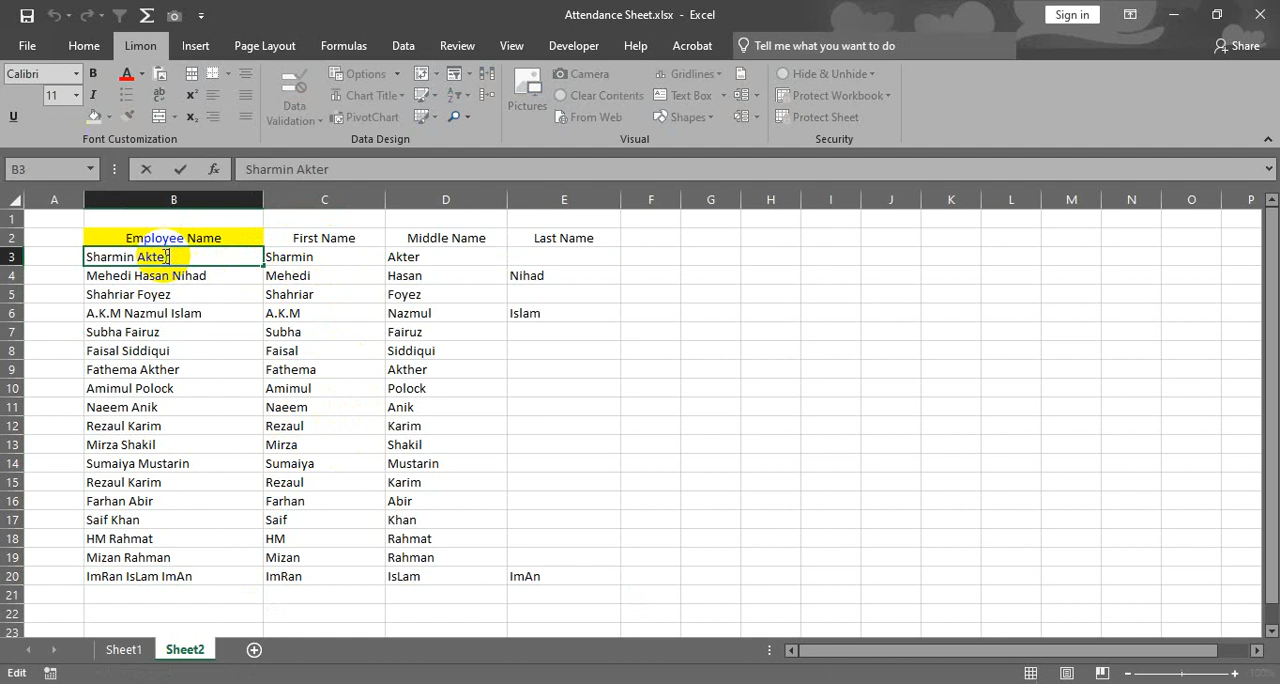 Attendance Sheet.xlsx - Excel
Sign in
File Home Limon Insert Page Layout Formulas Data Review View Developer Help Acrobat Tell me what you want to do Share
Calibri B A Options Camera Gridlines Hide & Unhide
11 I Data Validation Chart Title Pictures Clear Contents Text Box Protect Workbook
U PivotChart From Web Shapes Protect Sheet
Font Customization Data Design Visual Security
B3 fx Sharmin Akter
A B C D E F G H I J K L M N O P
1
2 Employee Name First Name Middle Name Last Name
3 Sharmin Akter Sharmin Akter
4 Mehedi Hasan Nihad Mehedi Hasan Nihad
5 Shahriar Foyez Shahriar Foyez
6 A.K.M Nazmul Islam A.K.M Nazmul Islam
7 Subha Fairuz Subha Fairuz
8 Faisal Siddiqui Faisal Siddiqui
9 Fathema Akther Fathema Akther
10 Amimul Polock Amimul Polock
11 Naeem Anik Naeem Anik
12 Rezaul Karim Rezaul Karim
13 Mirza Shakil Mirza Shakil
14 Sumaiya Mustarin Sumaiya Mustarin
15 Rezaul Karim Rezaul Karim
16 Farhan Abir Farhan Abir
17 Saif Khan Saif Khan
18 HM Rahmat HM Rahmat
19 Mizan Rahman Mizan Rahman
20 ImRan IsLam ImAn ImRan IsLam ImAn
21
22
23
Sheet1 Sheet2
Edit 100%